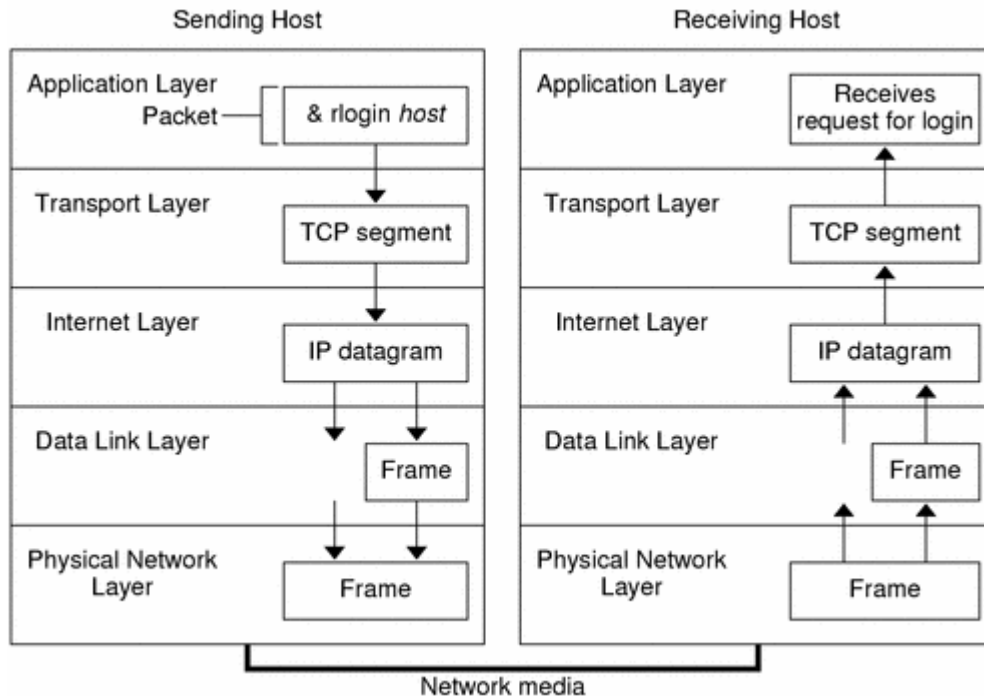 Sending Host
Receiving Host
Application Layer
Packet
& rlogin host
Application Layer
Receives
request for login
Transport Layer
TCP segment
Transport Layer
TCP segment
Internet Layer
IP datagram
Internet Layer
IP datagram
Data Link Layer
Frame
Data Link Layer
Frame
Physical Network
Layer
Frame
Physical Network
Layer
Frame
Network media